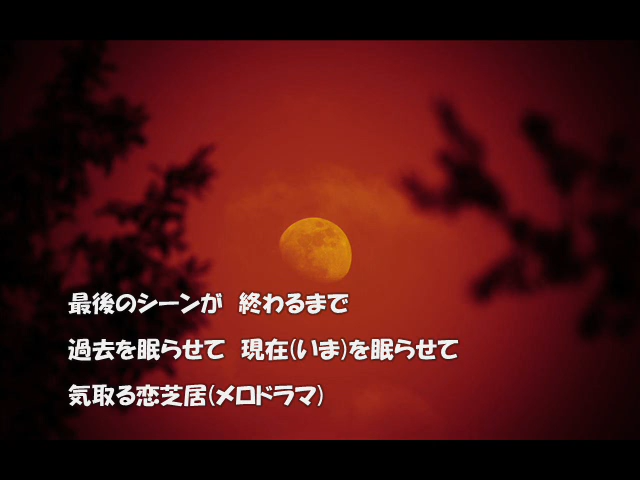 最後のシーンが　終わるまで
過去を眠らせて　現在(いま)を眠らせて
気取る恋芝居(メロドラマ)